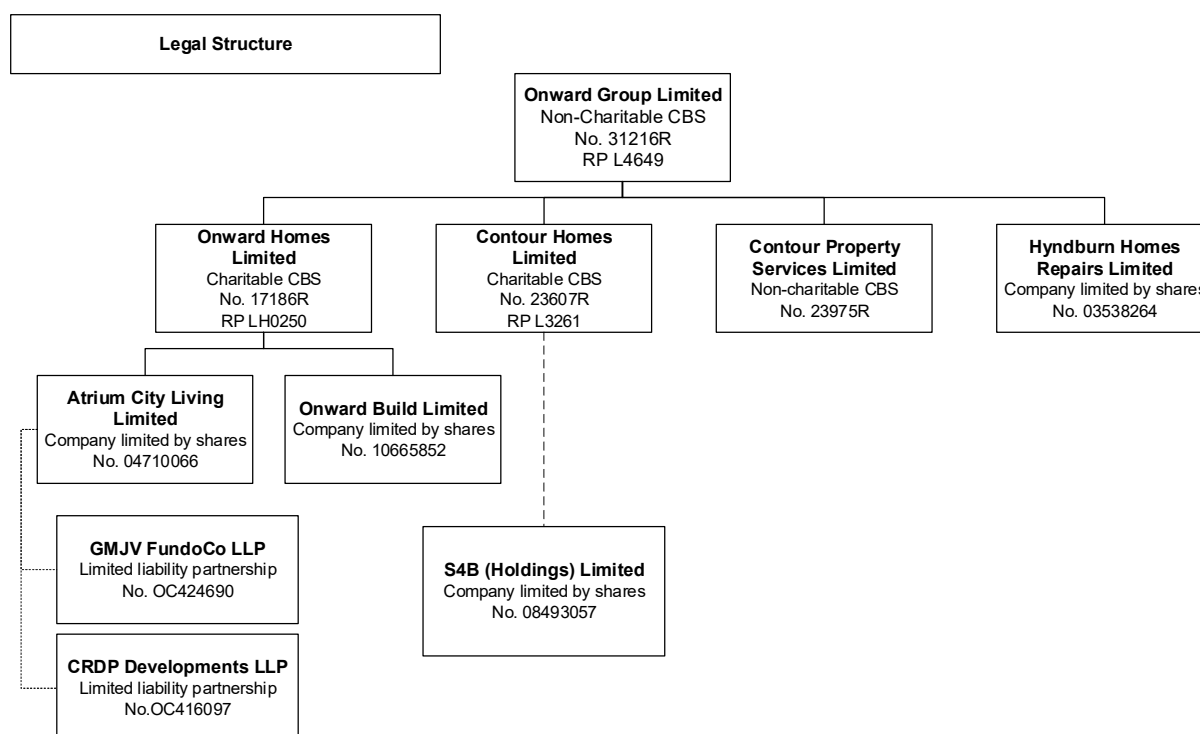 Legal Structure
Onward Group Limited
Non-Charitable CBS
No. 31216R
RP L4649
Onward Homes
Limited
Charitable CBS
No. 17186R
RP LH0250
Contour Homes
Limited
Charitable CBS
No. 23607R
RP L3261
Contour Property
Services Limited
Non-charitable CBS
No. 23975R
Hyndburn Homes
Repairs Limited
Company limited by shares
No. 03538264
Atrium City Living
Limited
Company limited by shares
No. 04710066
Onward Build Limited
Company limited by shares
No. 10665852
GMJV FundoCo LLP
Limited liability partnership
No. OC424690
S4B (Holdings) Limited
Company limited by shares
No. 08493057
CRDP Developments LLP
Limited liability partnership
No.OC416097